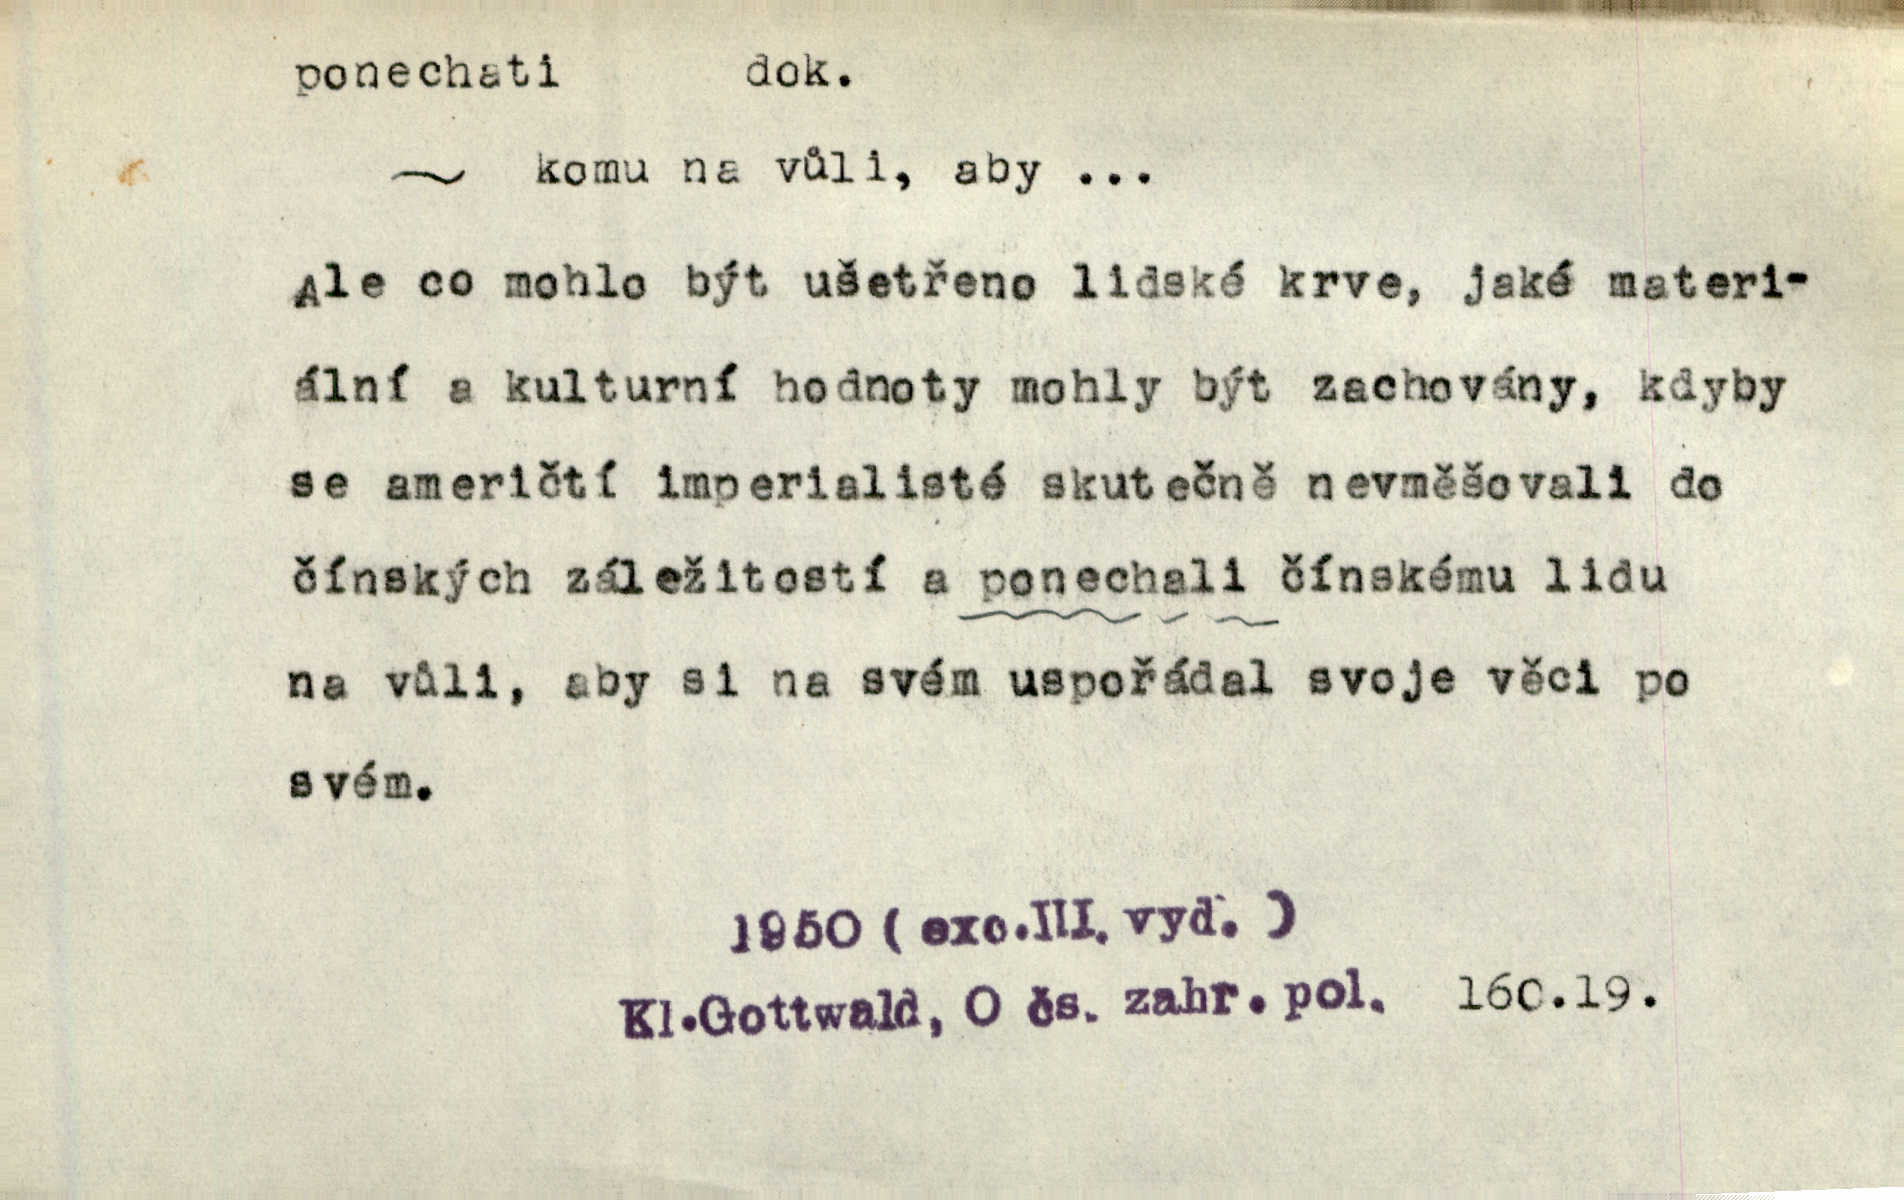 ponechati dok.
~ komu na vůli, aby ...
Ale co mohlo být ušetřeno lidské krve, jaké materi-
ální a kulturní hodnoty mohly být zachovány, kdyby
se američtí imperialisté skutečně nevměšovali do
čínských záležitostí a ponechali čínskému lidu
na vůli, aby si na svém uspořádal svoje věci po
svém.
1950 ( exc.III. vyd. )
Kl.Gottwald, O čs. zahr. pol. 160.19.